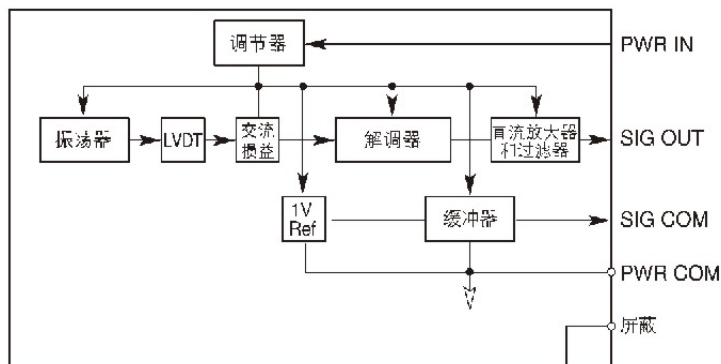 调节器
PWR IN
振荡器
LVDT
交流
损益
解调器
直流放大器
和过滤器
SIG OUT
1V
Ref
缓冲器
SIG COM
PWR COM
屏蔽